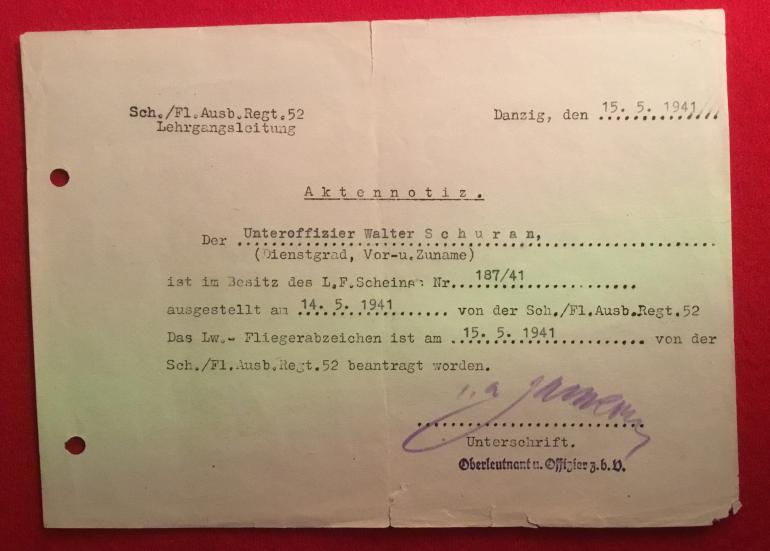 Sch./Fl.Ausb.Regt.52
Lehrgangsleitung
Danzig, den 15. 5. 1941
Aktennotiz.
Der Unteroffizier Walter Schuran,
(Dienstgrad, Vor-u.Zuname)
ist im Besitz des L.F.Scheines Nr. 187/41
ausgestellt am 14. 5. 1941 von der Sch./Fl.Ausb.Regt.52
Das Lw.- Fliegerabzeichen ist am 15. 5. 1941 von der
Sch./Fl.Ausb.Regt.52 beantragt worden.
Unterschrift.
Oberleutnant u. Offizier z. b. V.